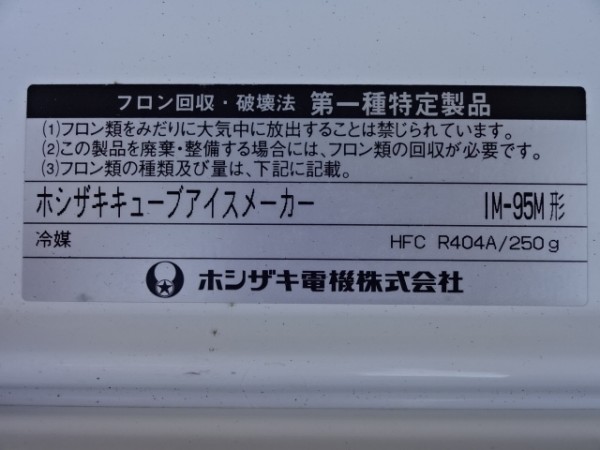 フロン回収・破壊法 第一種特定製品
(1)フロン類をみだりに大気中に放出することは禁じられています。
(2)この製品を廃棄・整備する場合には、フロン類の回収が必要です。
(3)フロン類の種類及び量は、下記に記載。
ホシザキキューブアイスメーカー IM-95M形
冷媒 HFC R404A/250g
ホシザキ電機株式会社